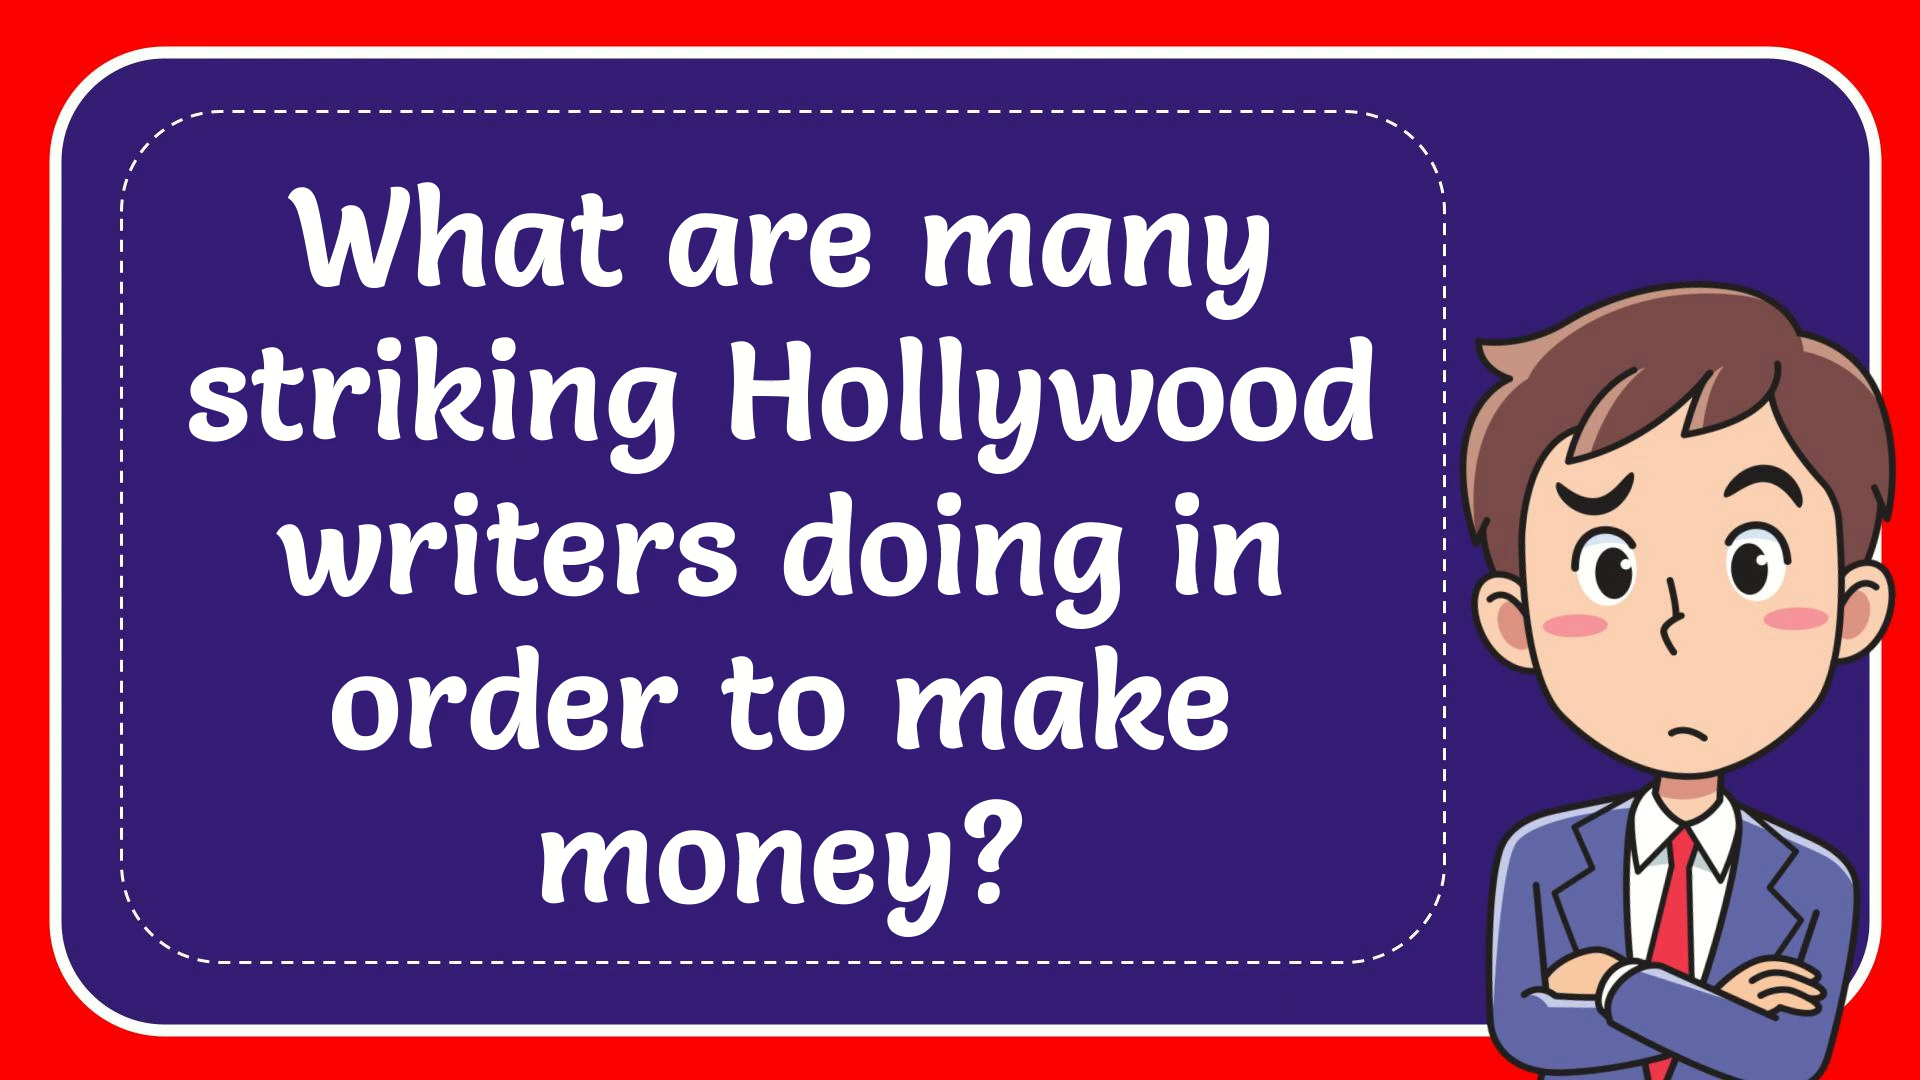 What are many
striking Hollywood
writers doing in
order to make
money?